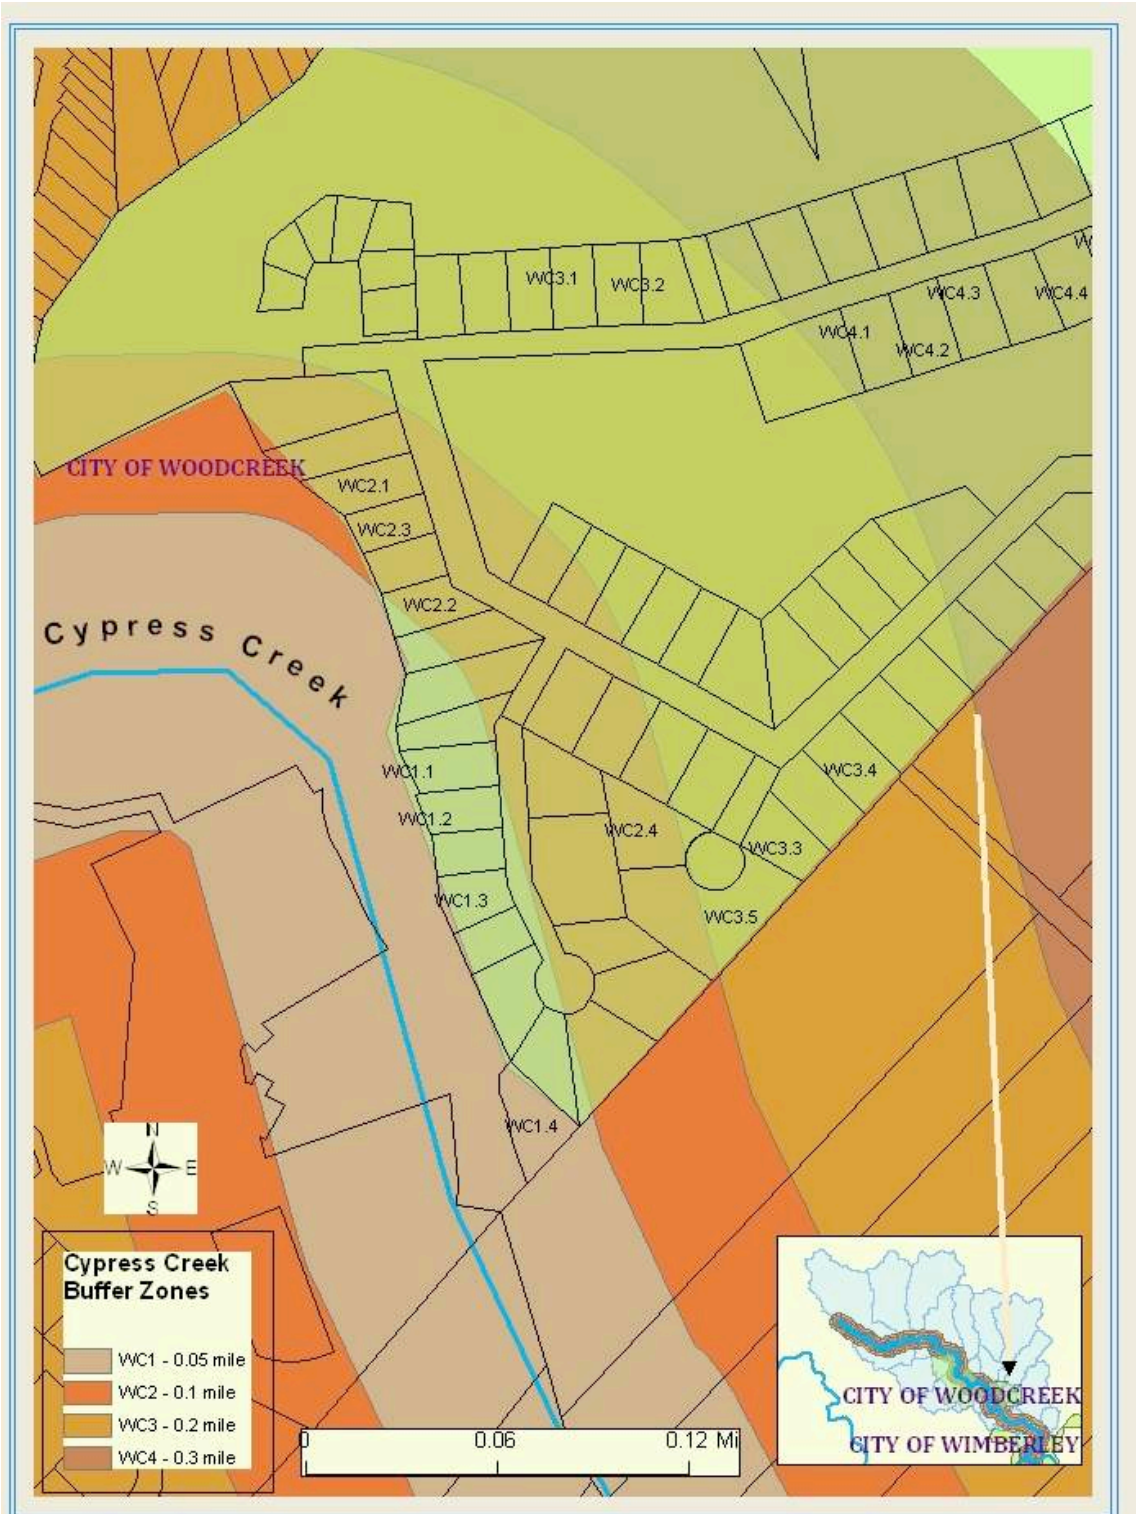 WC3.1
WC3.2
WC4.3
WC4.4
WC4.1
WC4.2
CITY OF WOODCREEK
WC2.1
WC2.3
WC2.2
Cypress Creek
WC1.1
WC3.4
WC1.2
WC2.4
WC3.3
WC1.3
WC3.5
WC1.4
N
W E
S
Cypress Creek
Buffer Zones
WC1 - 0.05 mile
WC2 - 0.1 mile
WC3 - 0.2 mile
WC4 - 0.3 mile
0 0.06 0.12 Mi
CITY OF WOODCREEK
CITY OF WIMBERLEY